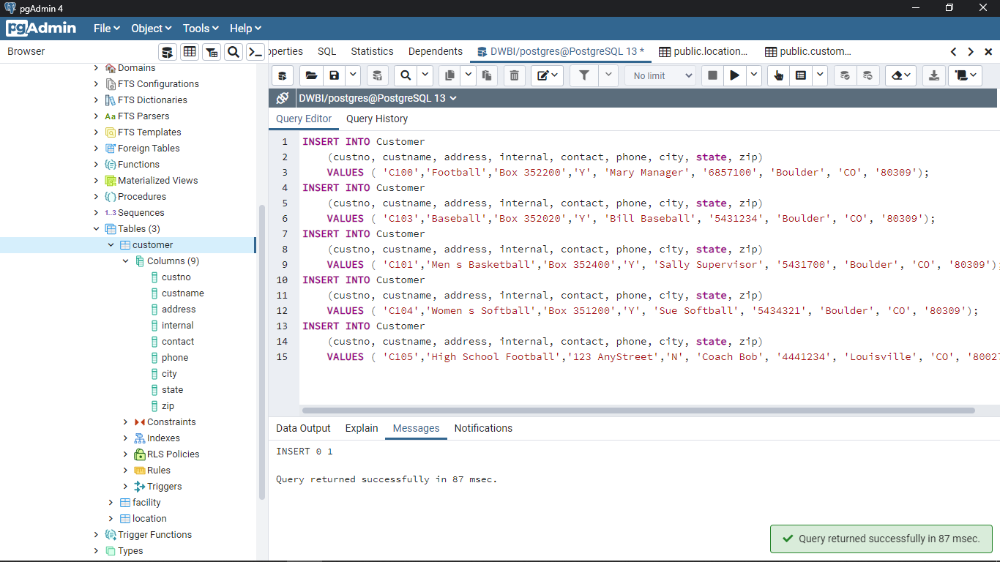 pgAdmin 4
pgAdmin File Object Tools Help
Browser
operties SQL Statistics Dependents DWBI/postgres@PostgreSQL 13 * public.location... public.custom...
No limit
DWBI/postgres@PostgreSQL 13
Query Editor Query History
Domains
FTS Configurations
FTS Dictionaries
Aa FTS Parsers
FTS Templates
Foreign Tables
Functions
Materialized Views
Procedures
1..3 Sequences
Tables (3)
customer
Columns (9)
custno
custname
address
internal
contact
phone
city
state
zip
Constraints
Indexes
RLS Policies
Rules
Triggers
facility
location
Trigger Functions
Types
1 INSERT INTO Customer
2 (custno, custname, address, internal, contact, phone, city, state, zip)
3 VALUES ( 'C100','Football','Box 352200','Y', 'Mary Manager', '6857100', 'Boulder', 'CO', '80309');
4 INSERT INTO Customer
5 (custno, custname, address, internal, contact, phone, city, state, zip)
6 VALUES ( 'C103','Baseball','Box 352020','Y', 'Bill Baseball', '5431234', 'Boulder', 'CO', '80309');
7 INSERT INTO Customer
8 (custno, custname, address, internal, contact, phone, city, state, zip)
9 VALUES ( 'C101','Men s Basketball','Box 352400','Y', 'Sally Supervisor', '5431700', 'Boulder', 'CO', '80309');
10 INSERT INTO Customer
11 (custno, custname, address, internal, contact, phone, city, state, zip)
12 VALUES ( 'C104','Women s Softball','Box 351200','Y', 'Sue Softball', '5434321', 'Boulder', 'CO', '80309');
13 INSERT INTO Customer
14 (custno, custname, address, internal, contact, phone, city, state, zip)
15 VALUES ( 'C105','High School Football','123 AnyStreet','N', 'Coach Bob', '4441234', 'Louisville', 'CO', '80027
Data Output Explain Messages Notifications
INSERT 0 1
Query returned successfully in 87 msec.
Query returned successfully in 87 msec.